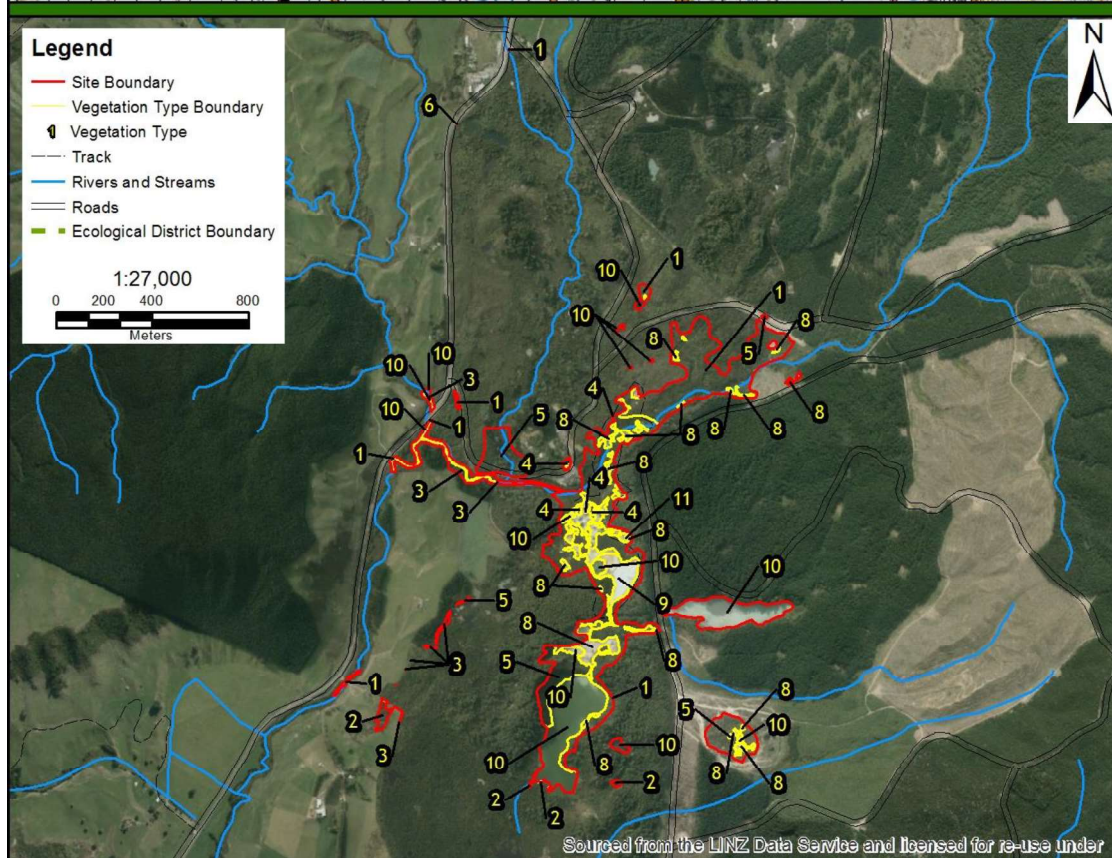 Legend
Site Boundary
Vegetation Type Boundary
1 Vegetation Type
Track
Rivers and Streams
Roads
Ecological District Boundary
1:27,000
0 200 400 800
Meters
N
1
6
10 1
10 1
8 8
5
10 10
3
4
8
10 1 1
5
8 8 8 8
1
4 8
3
4
3
4 4 11
10 8
10
8 10
9
5
8
3
5 8
10 1
1
5 8
2 10
3
10 8 10
8 8
2 2 2
Sourced from the LINZ Data Service and licensed for re-use under